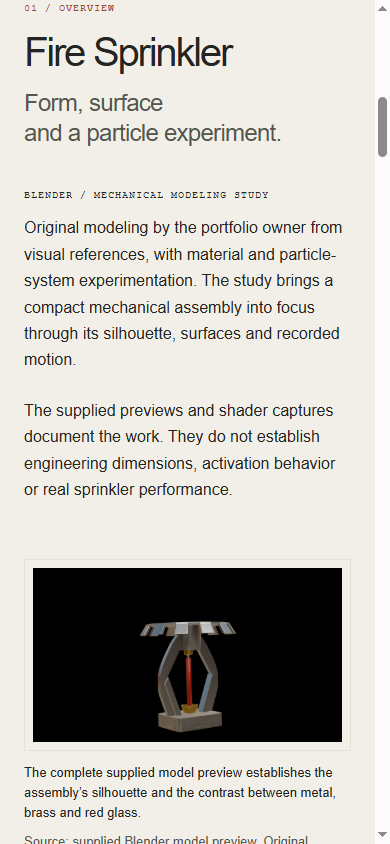 01 / OVERVIEW
Fire Sprinkler
Form, surface
and a particle experiment.
BLENDER / MECHANICAL MODELING STUDY
Original modeling by the portfolio owner from
visual references, with material and particle-
system experimentation. The study brings a
compact mechanical assembly into focus
through its silhouette, surfaces and recorded
motion.
The supplied previews and shader captures
document the work. They do not establish
engineering dimensions, activation behavior
or real sprinkler performance.
The complete supplied model preview establishes the
assembly’s silhouette and the contrast between metal,
brass and red glass.
Source: supplied Blender model preview. Original